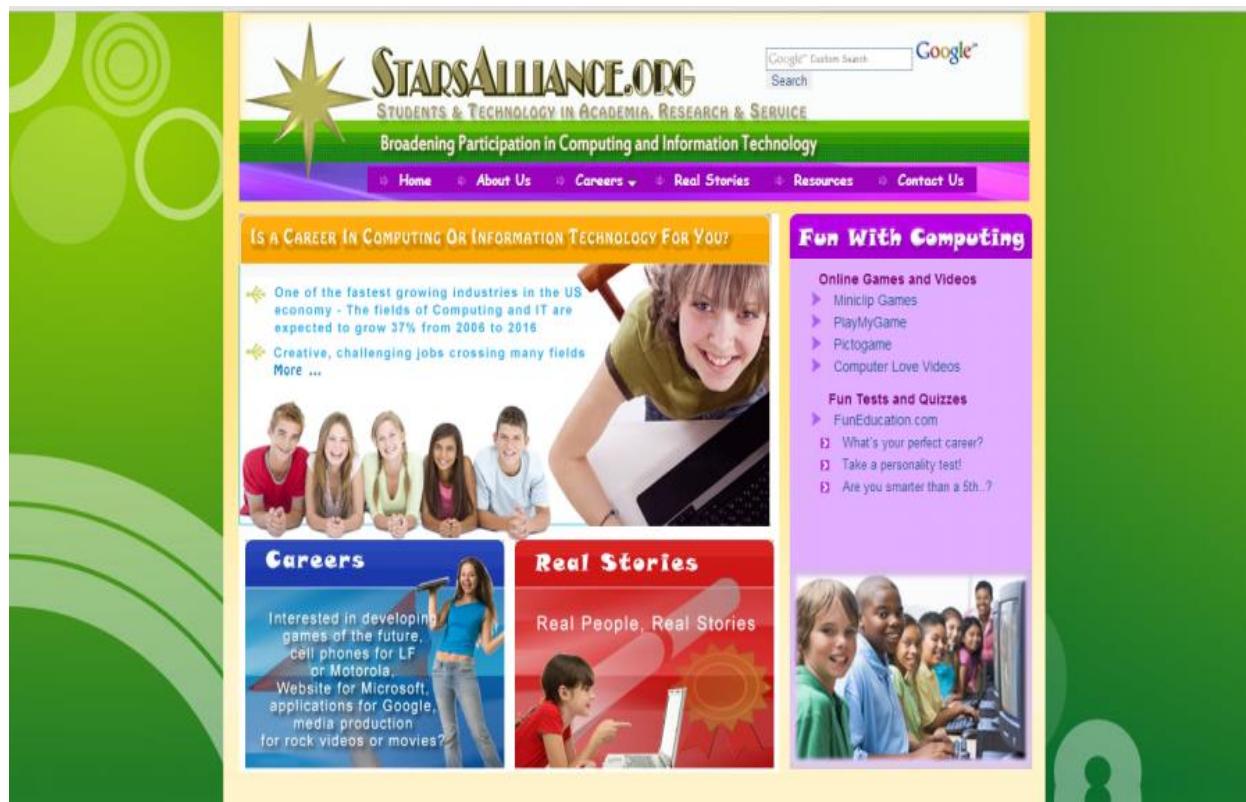 STARSALLIANCE.ORG
STUDENTS & TECHNOLOGY IN ACADEMIA, RESEARCH & SERVICE
Google™ Custom Search
Google™
Search
Broadening Participation in Computing and Information Technology
Home About Us Careers Real Stories Resources Contact Us
IS A CAREER IN COMPUTING OR INFORMATION TECHNOLOGY FOR YOU?
One of the fastest growing industries in the US
economy - The fields of Computing and IT are
expected to grow 37% from 2006 to 2016
Creative, challenging jobs crossing many fields
More ...
Careers
Interested in developing
games of the future,
cell phones for LF
or Motorola,
Website for Microsoft,
applications for Google,
media production
for rock videos or movies?
Real Stories
Real People, Real Stories
Fun With Computing
Online Games and Videos
Miniclip Games
PlayMyGame
Pictogame
Computer Love Videos
Fun Tests and Quizzes
FunEducation.com
What's your perfect career?
Take a personality test!
Are you smarter than a 5th..?